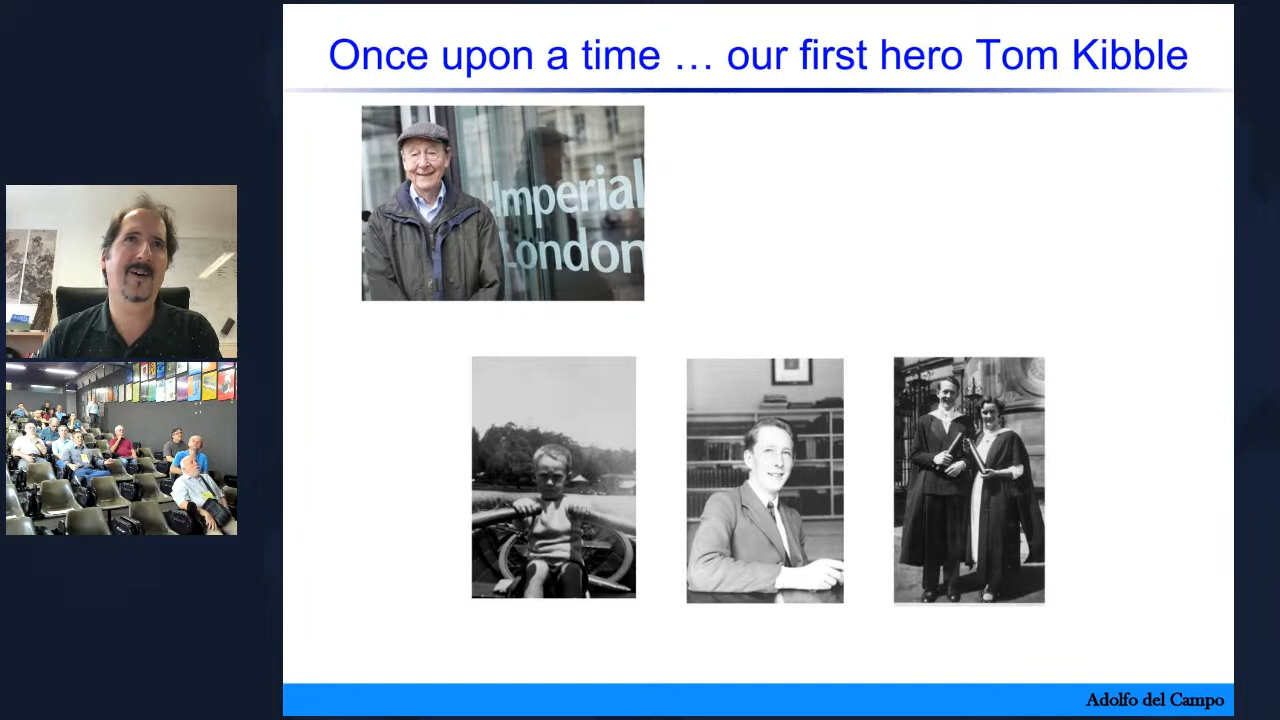 Once upon a time … our first hero Tom Kibble
Imperial
London
Adolfo del Campo